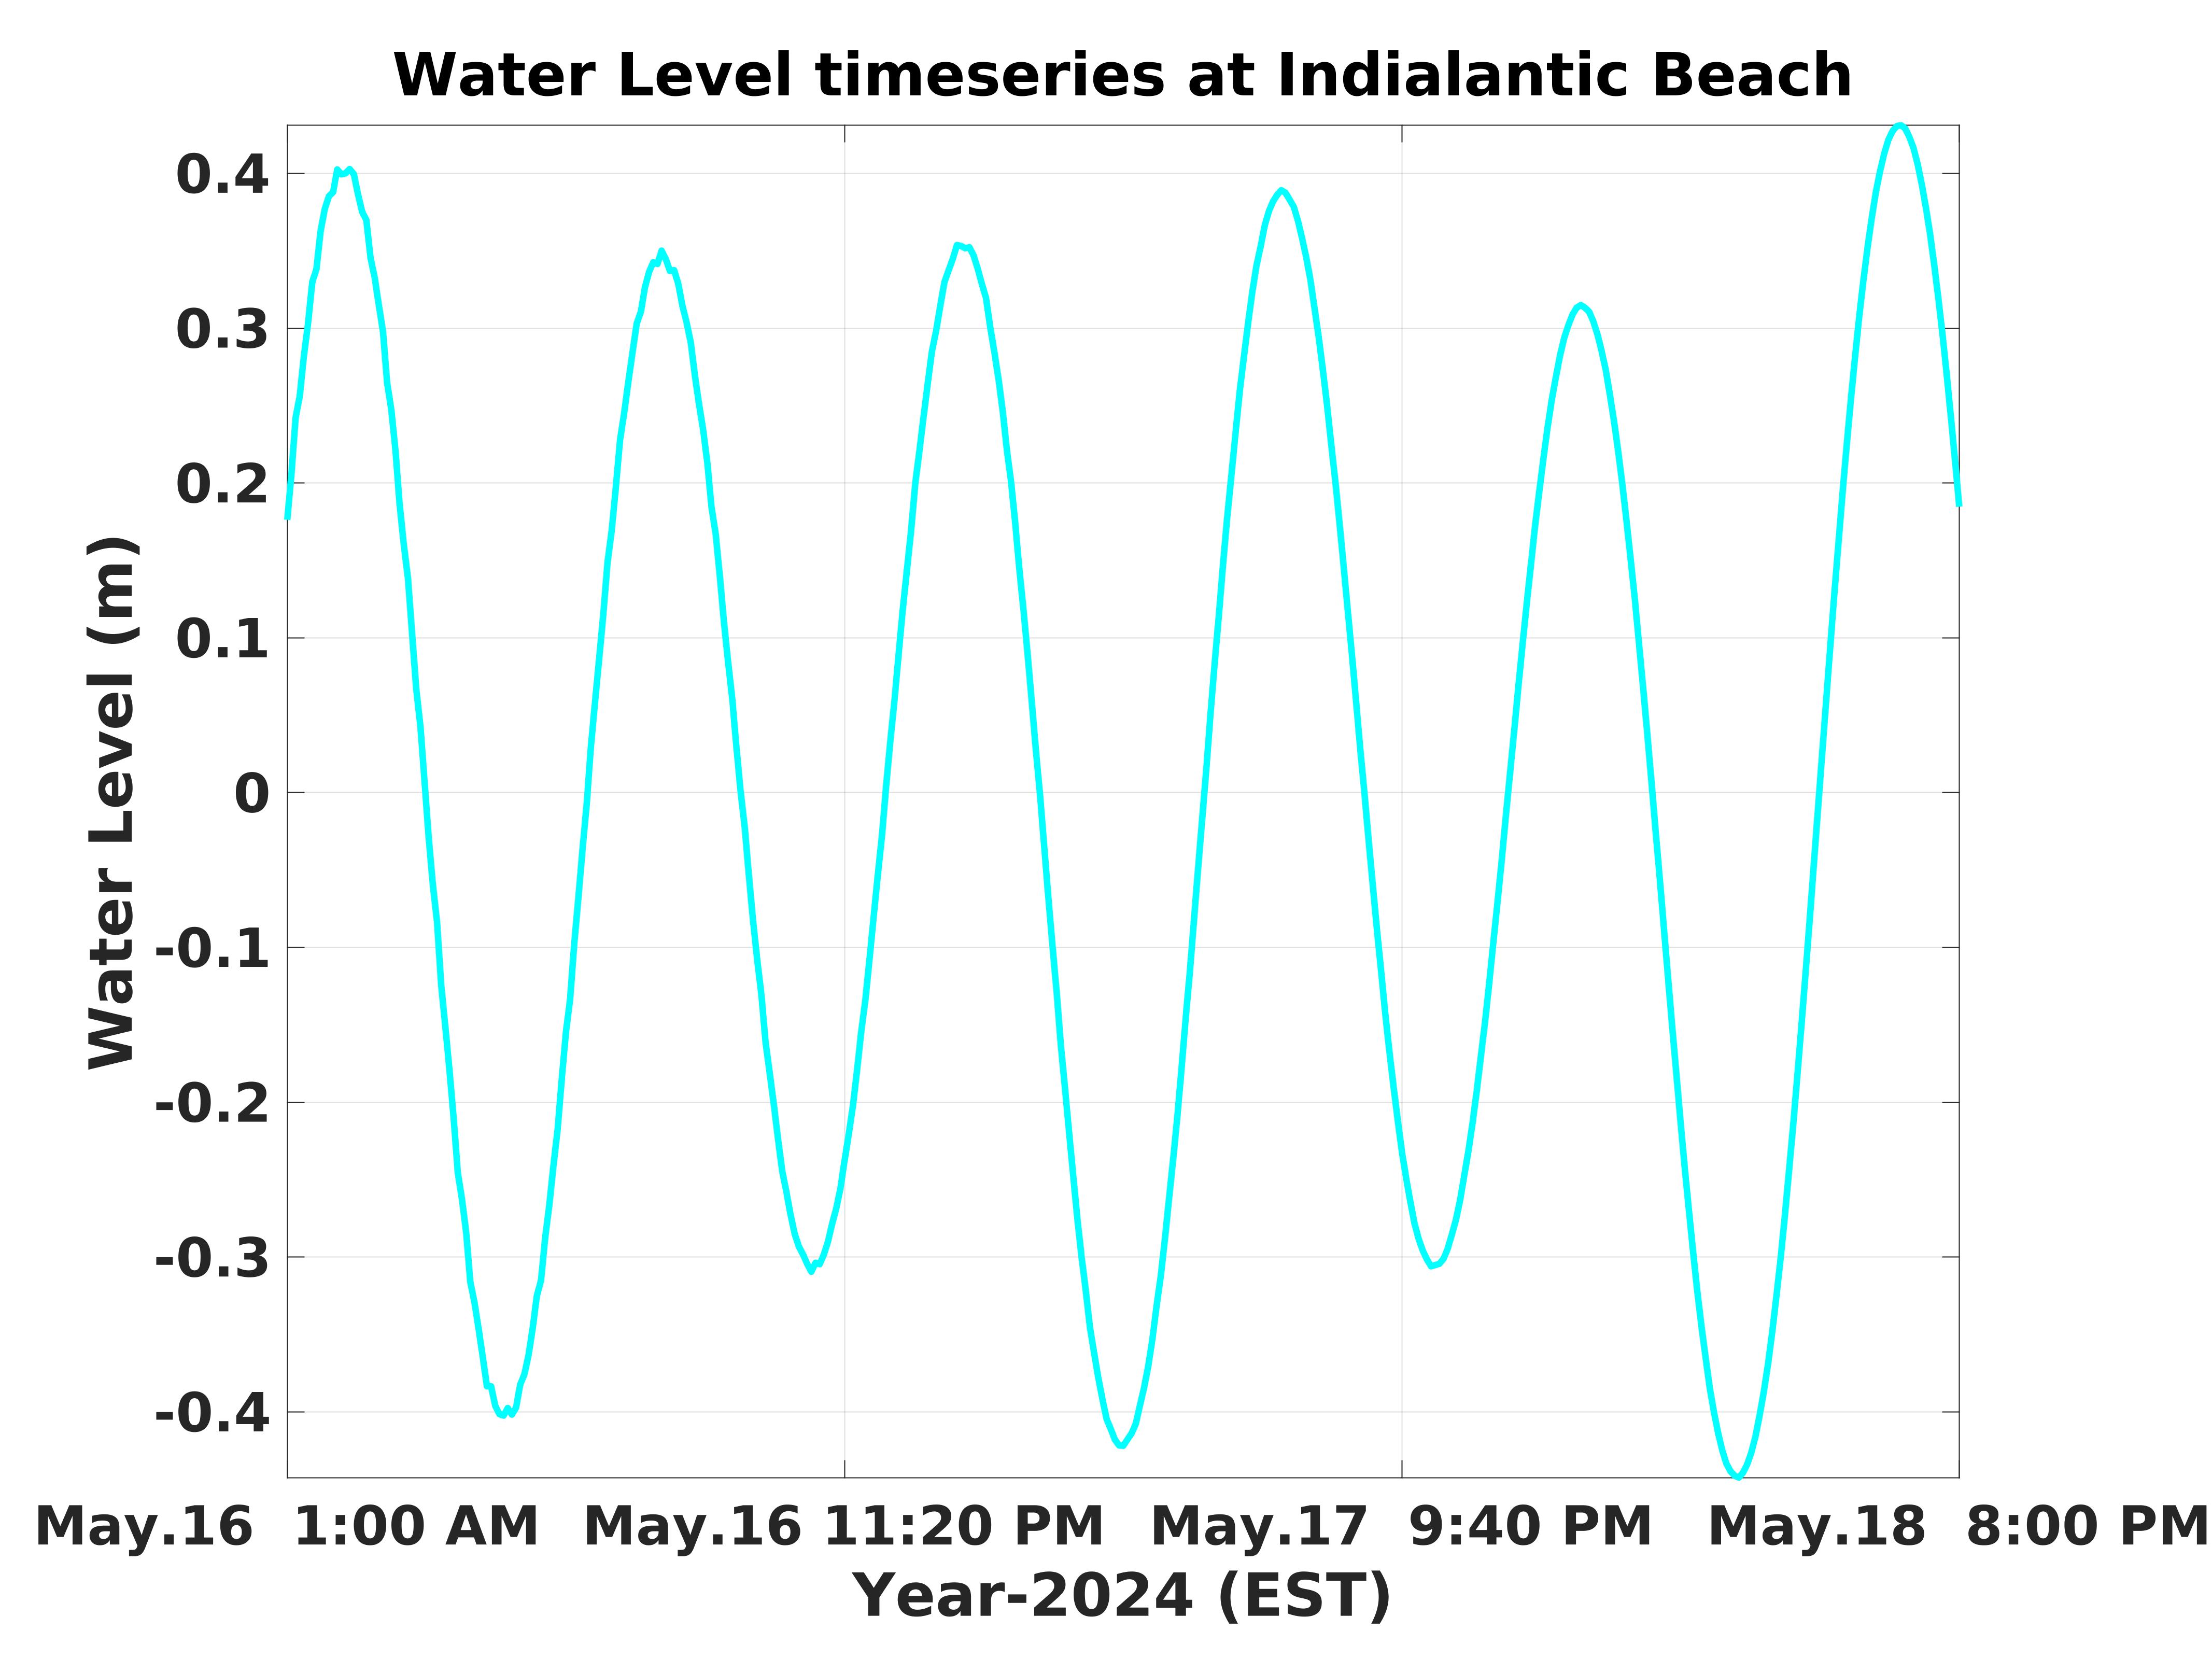 Water Level timeseries at Indialantic Beach
0.4
0.3
0.2
0.1
0
-0.1
-0.2
-0.3
-0.4
Water Level (m)
May.16 1:00 AM May.16 11:20 PM May.17 9:40 PM May.18 8:00 PM
Year-2024 (EST)